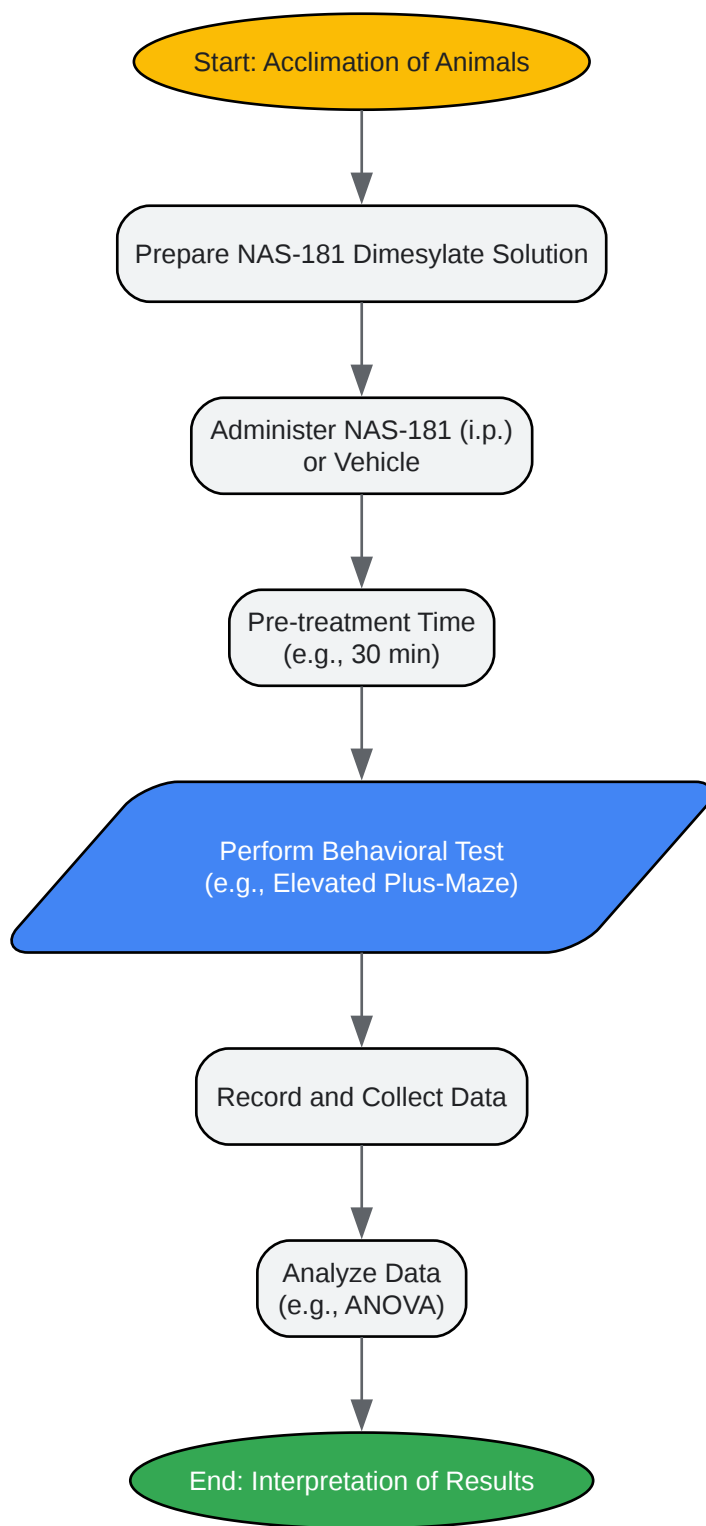 Start: Acclimation of Animals
Prepare NAS-181 Dimesylate Solution
Administer NAS-181 (i.p.)
or Vehicle
Pre-treatment Time
(e.g., 30 min)
Perform Behavioral Test
(e.g., Elevated Plus-Maze)
Record and Collect Data
Analyze Data
(e.g., ANOVA)
End: Interpretation of Results